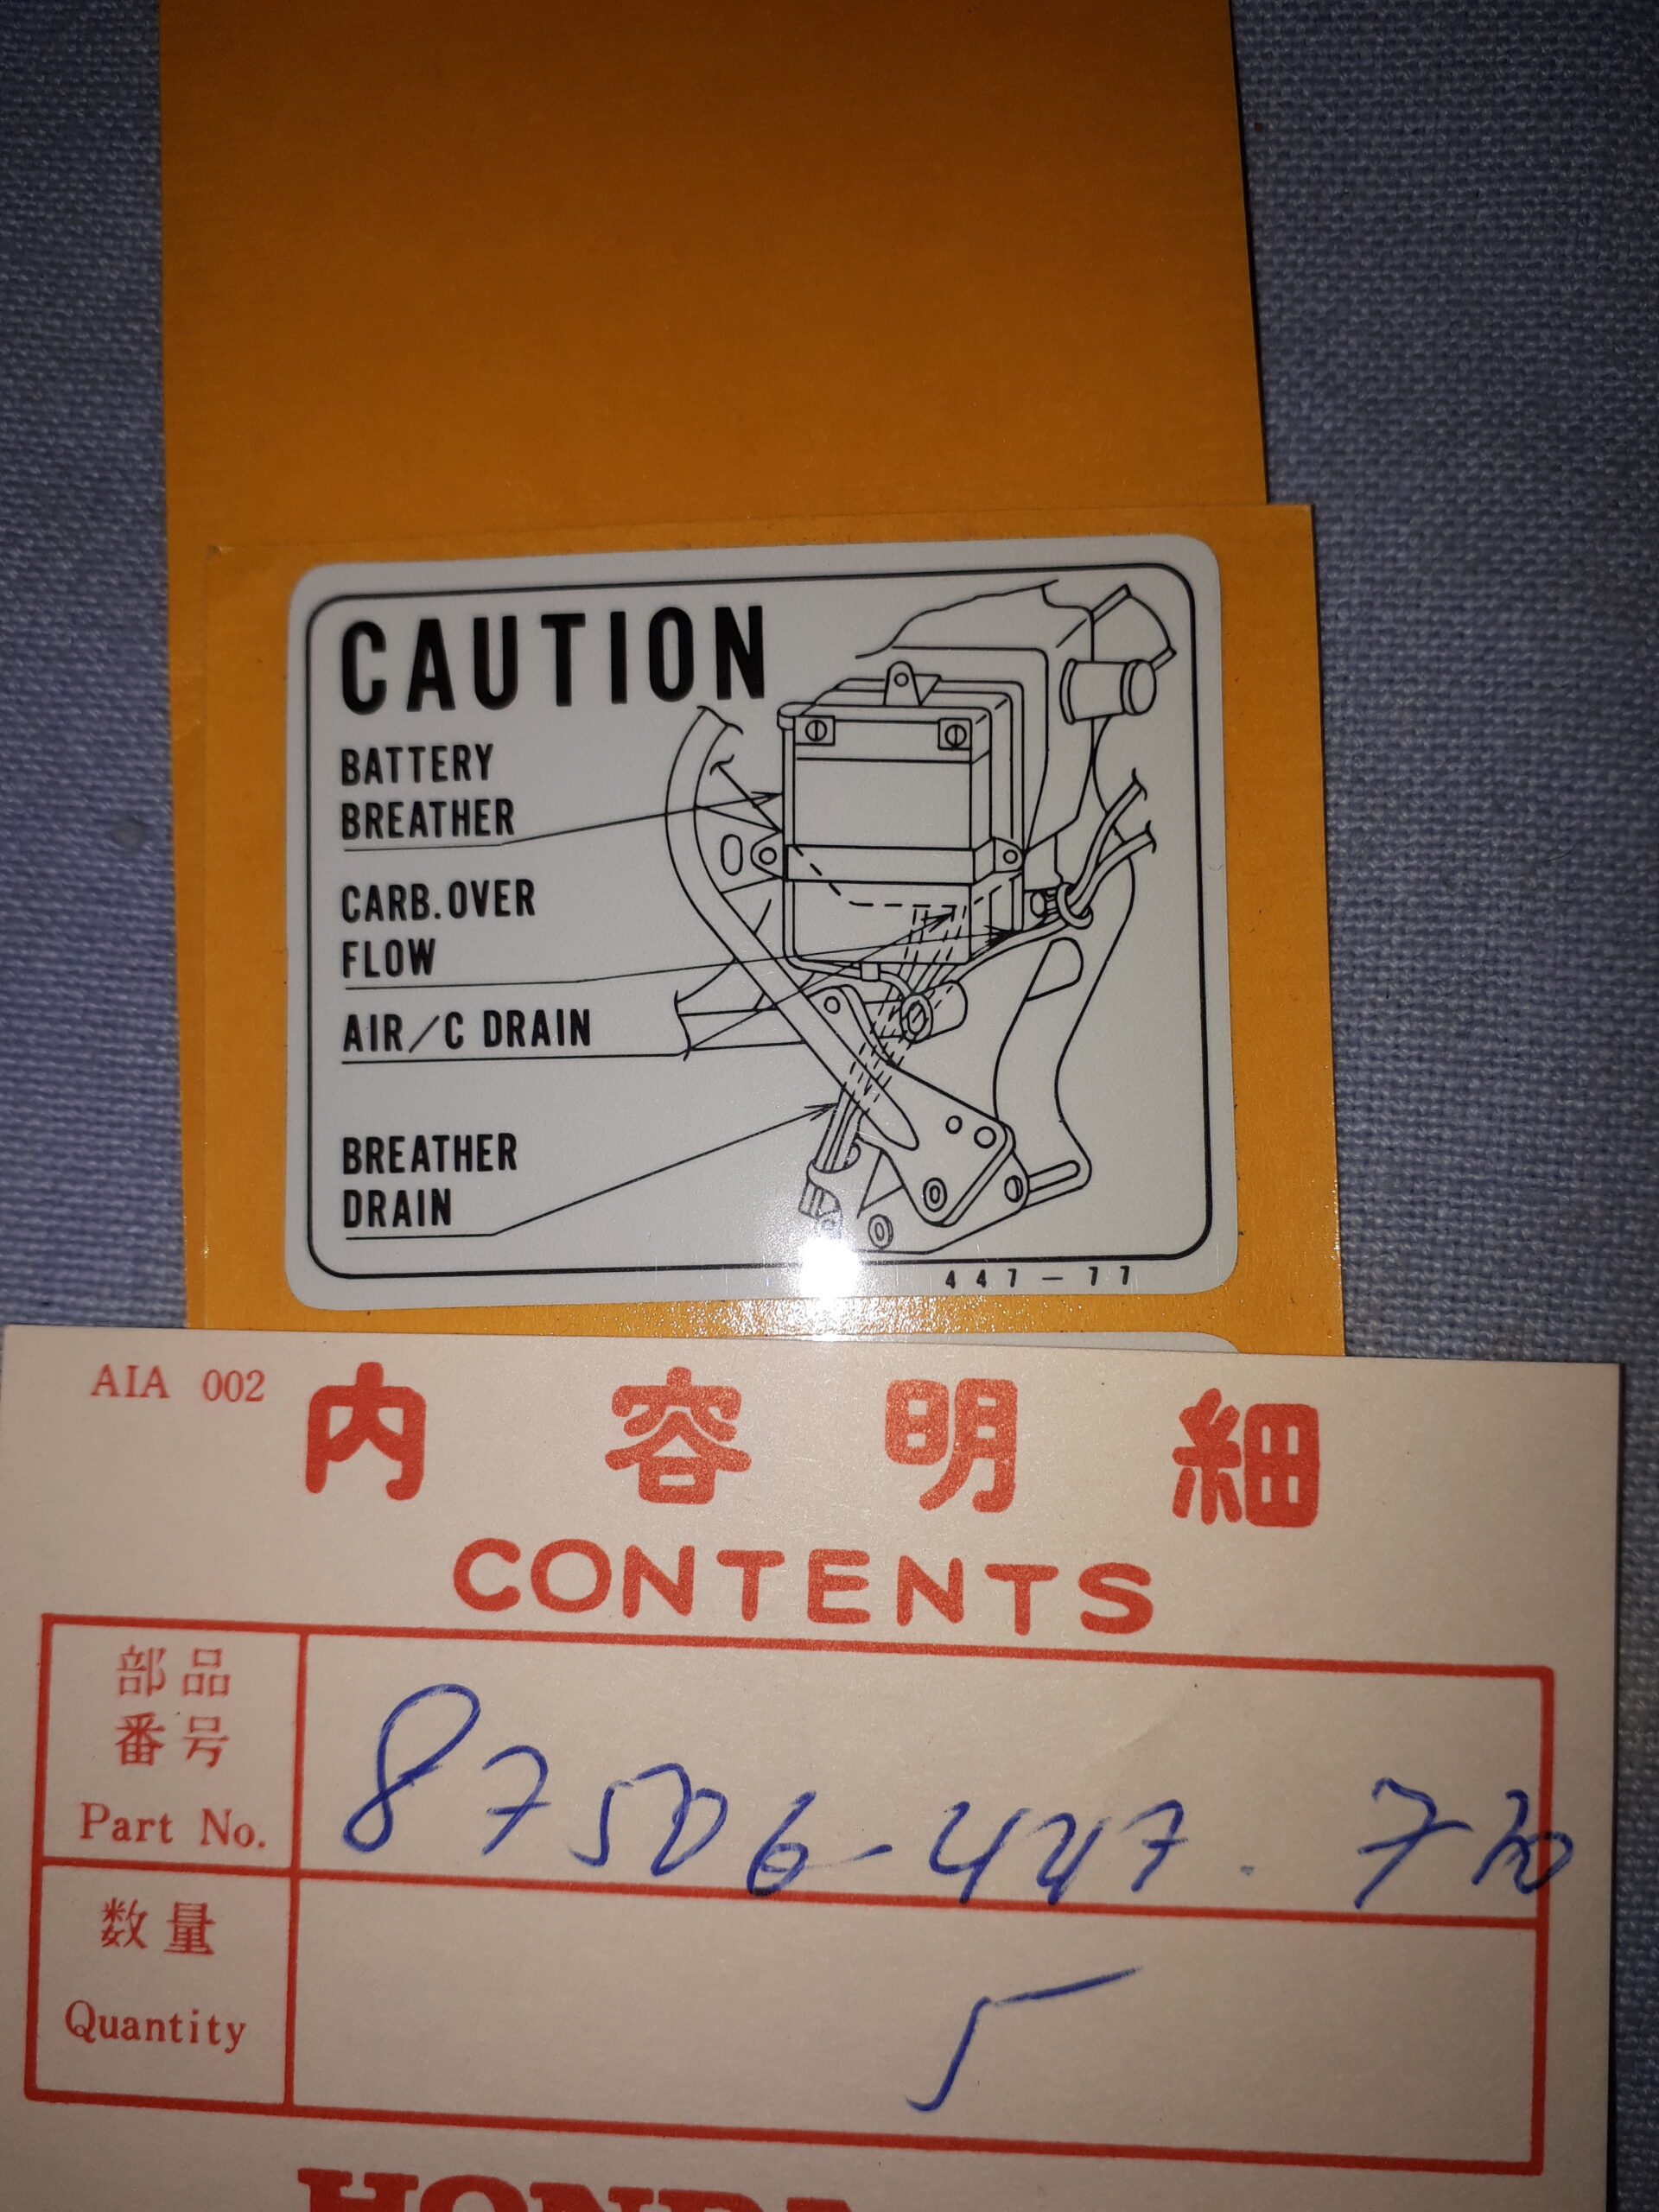 CAUTION
BATTERY
BREATHER
CARB.OVER
FLOW
AIR/C DRAIN
BREATHER
DRAIN
447-77
AIA 002
内容明細
CONTENTS
部品
番号
Part No.
87506-447.770
数量
Quantity
5
HONDA